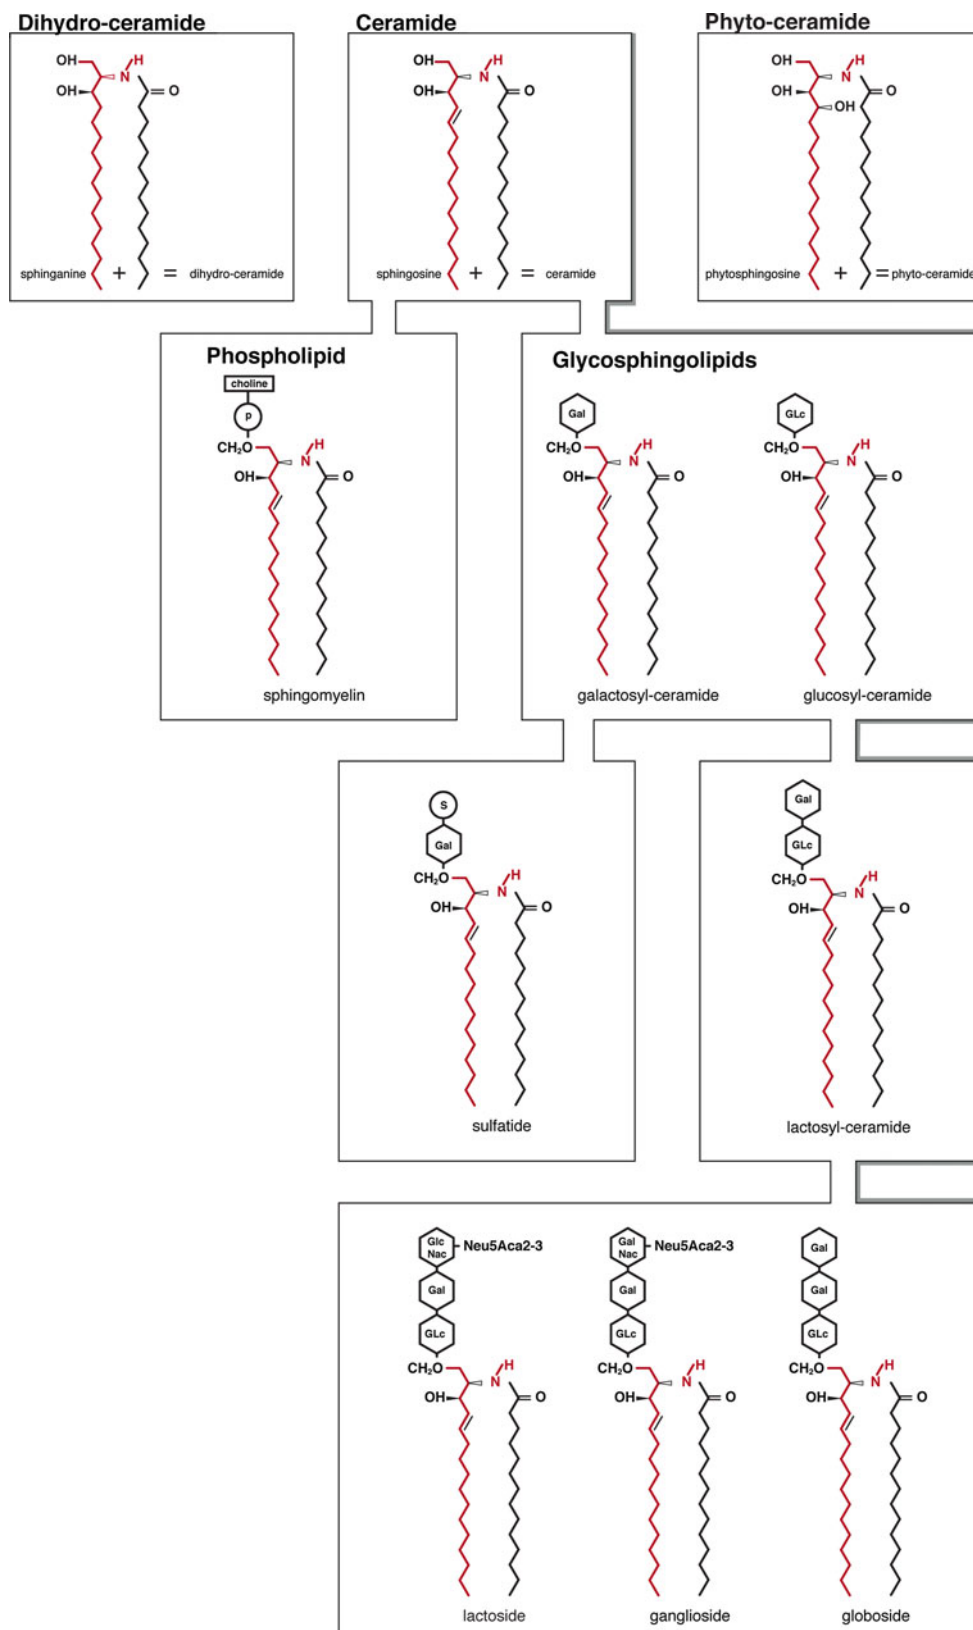 Dihydro-ceramide
OH
H
N
OH
O
sphinganine + = dihydro-ceramide
Ceramide
OH
H
N
OH
O
sphingosine + = ceramide
Phyto-ceramide
OH
H
N
OH
O
OH
phytosphingosine + = phyto-ceramide
Phospholipid
choline
P
CH₂O
H
N
OH
O
sphingomyelin
Glycosphingolipids
Gal
CH₂O
H
N
OH
O
galactosyl-ceramide
GLc
CH₂O
H
N
OH
O
glucosyl-ceramide
S
Gal
CH₂O
H
N
OH
O
sulfatide
Gal
GLc
CH₂O
H
N
OH
O
lactosyl-ceramide
Glc
Nac
Neu5Aca2-3
Gal
GLc
CH₂O
H
N
OH
O
lactoside
Gal
Nac
Neu5Aca2-3
Gal
GLc
CH₂O
H
N
OH
O
ganglioside
Gal
Gal
GLc
CH₂O
H
N
OH
O
globoside